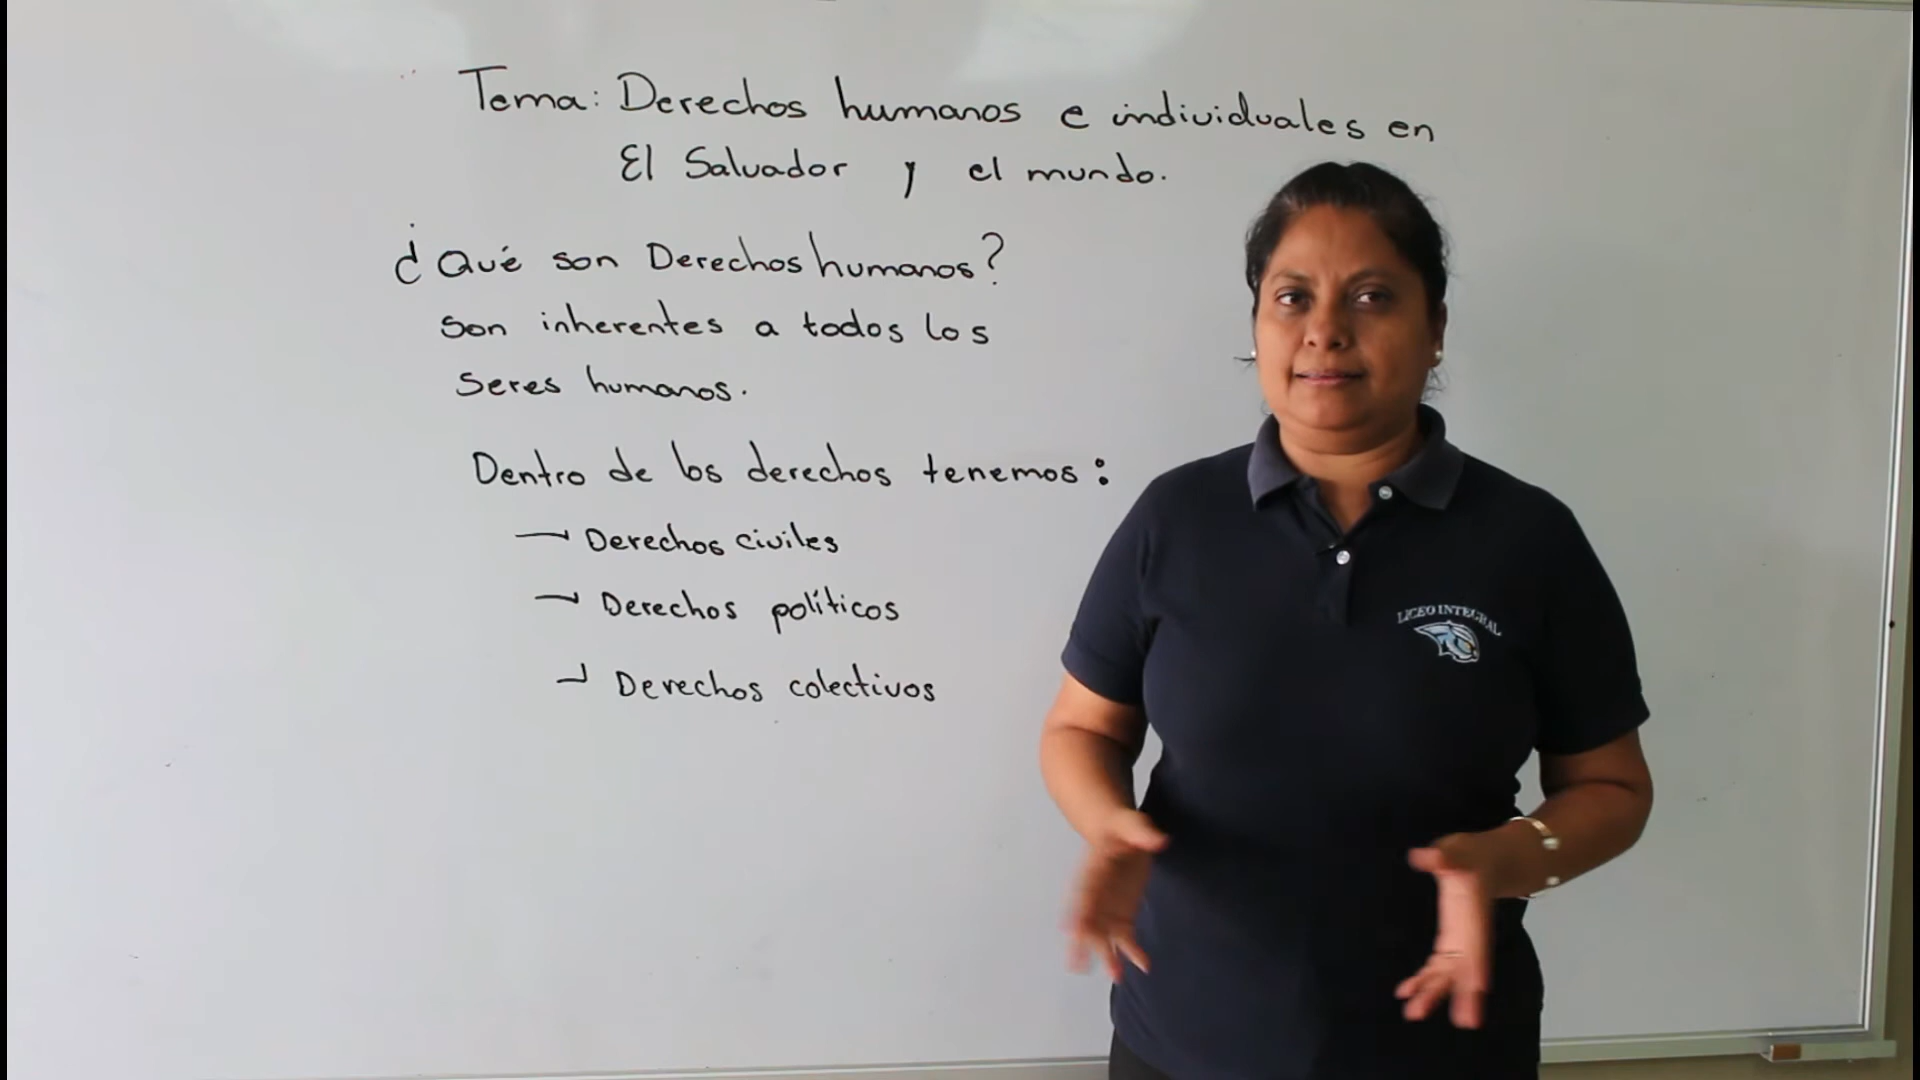 Tema: Derechos humanos e individuales en
El Salvador y el mundo.
¿Qué son Derechos humanos?
Son inherentes a todos los
seres humanos.
Dentro de los derechos tenemos:
— Derechos civiles
— Derechos políticos
— Derechos colectivos
LICEO INTEGRAL